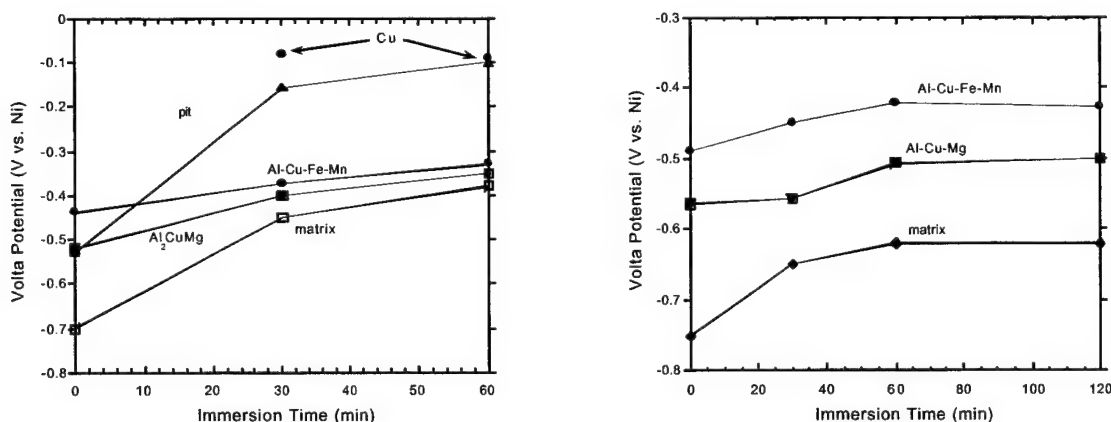 0
-0.1
-0.2
-0.3
-0.4
-0.5
-0.6
-0.7
-0.8
Volta Potential (V vs. Ni)
Cu
pit
Al-Cu-Fe-Mn
Al2CuMg
matrix
0 10 20 30 40 50 60
Immersion Time (min)
-0.3
-0.4
-0.5
-0.6
-0.7
-0.8
Volta Potential (V vs. Ni)
Al-Cu-Fe-Mn
Al-Cu-Mg
matrix
0 20 40 60 80 100 120
Immersion Time (min)